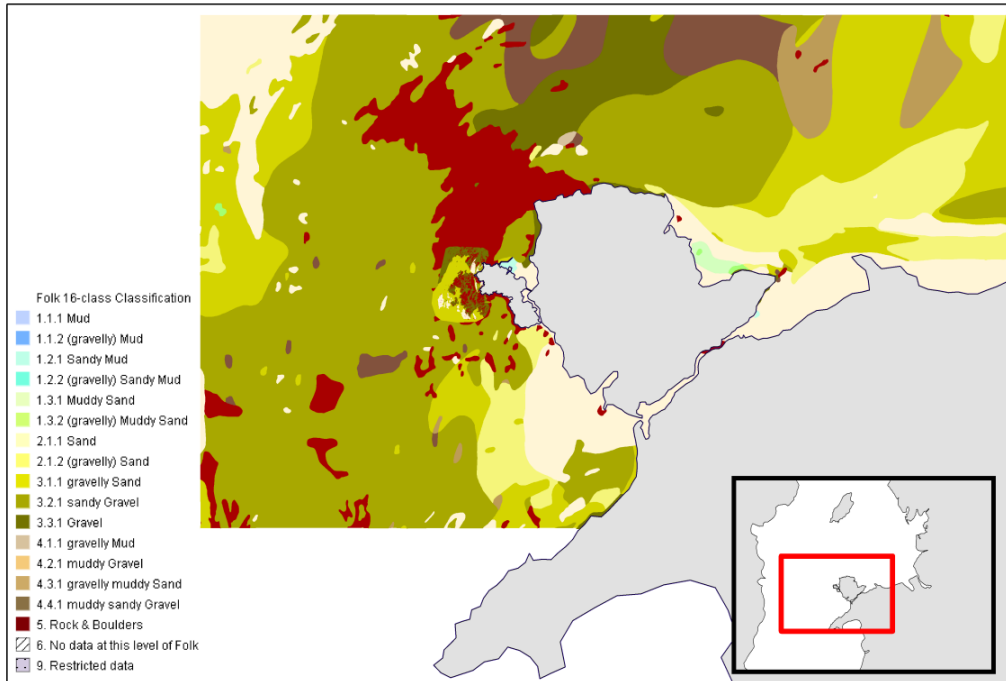 Folk 16-class Classification
1.1.1 Mud
1.1.2 (gravelly) Mud
1.2.1 Sandy Mud
1.2.2 (gravelly) Sandy Mud
1.3.1 Muddy Sand
1.3.2 (gravelly) Muddy Sand
2.1.1 Sand
2.1.2 (gravelly) Sand
3.1.1 gravelly Sand
3.2.1 sandy Gravel
3.3.1 Gravel
4.1.1 gravelly Mud
4.2.1 muddy Gravel
4.3.1 gravelly muddy Sand
4.4.1 muddy sandy Gravel
5. Rock & Boulders
6. No data at this level of Folk
9. Restricted data